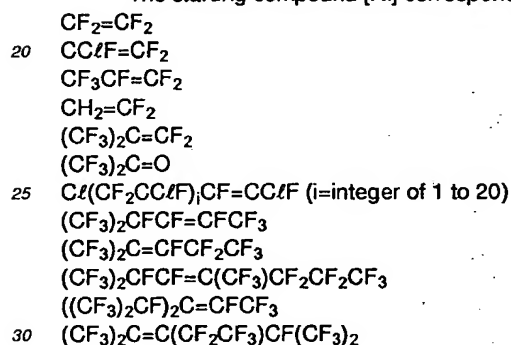 The starting compound
CF₂=CF₂
20 CCℓF=CF₂
CF₃CF=CF₂
CH₂=CF₂
(CF₃)₂C=CF₂
(CF₃)₂C=O
25 Cℓ(CF₂CCℓF)ᵢCF=CCℓF (i=integer of 1 to 20)
(CF₃)₂CFCF=CFCF₃
(CF₃)₂C=CFCF₂CF₃
(CF₃)₂CFCF=C(CF₃)CF₂CF₂CF₃
((CF₃)₂CF)₂C=CFCF₃
30 (CF₃)₂C=C(CF₂CF₃)CF(CF₃)₂